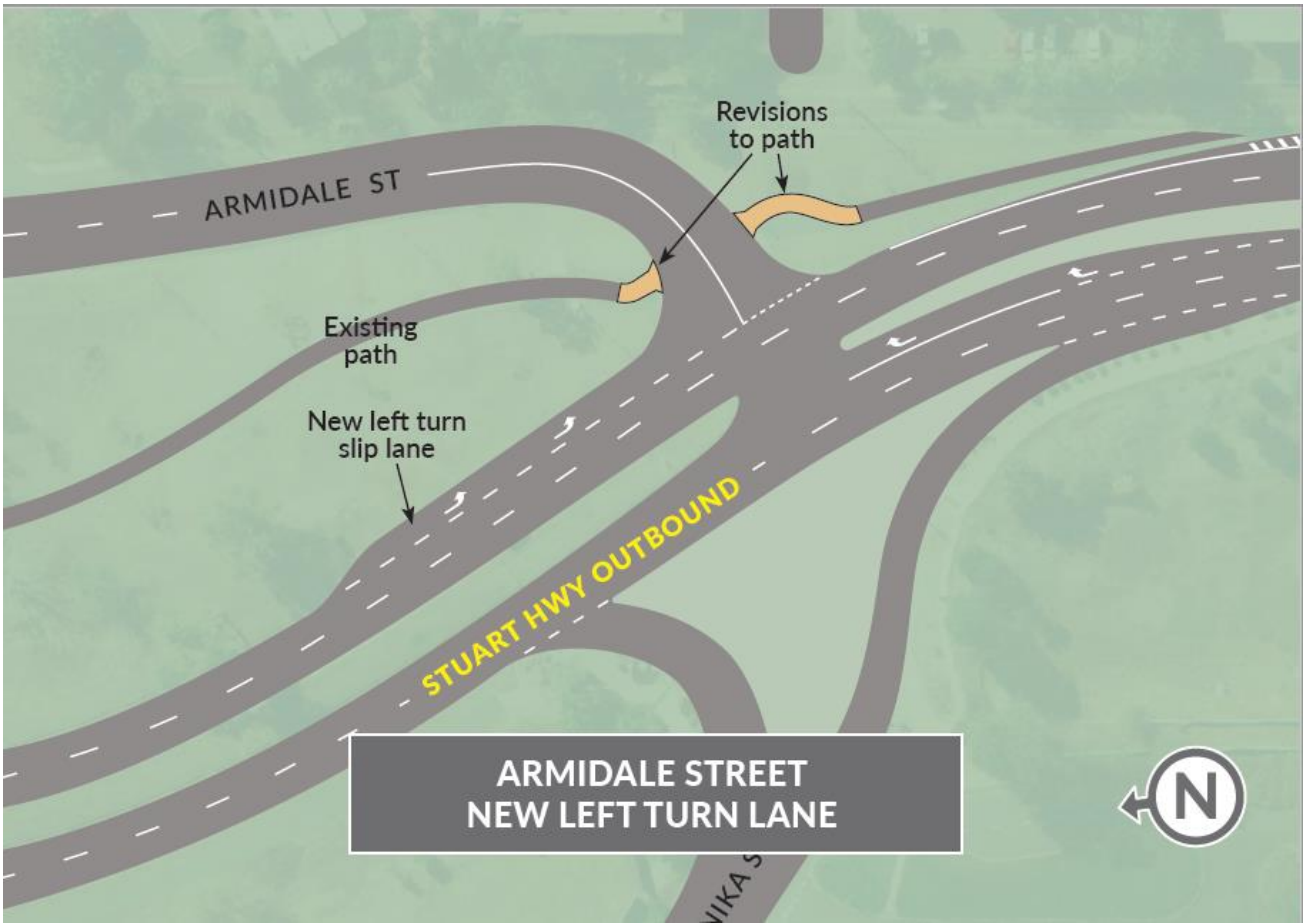 Revisions
to path
ARMIDALE ST
Existing
path
New left turn
slip lane
STUART HWY OUTBOUND
ARMIDALE STREET
NEW LEFT TURN LANE
N